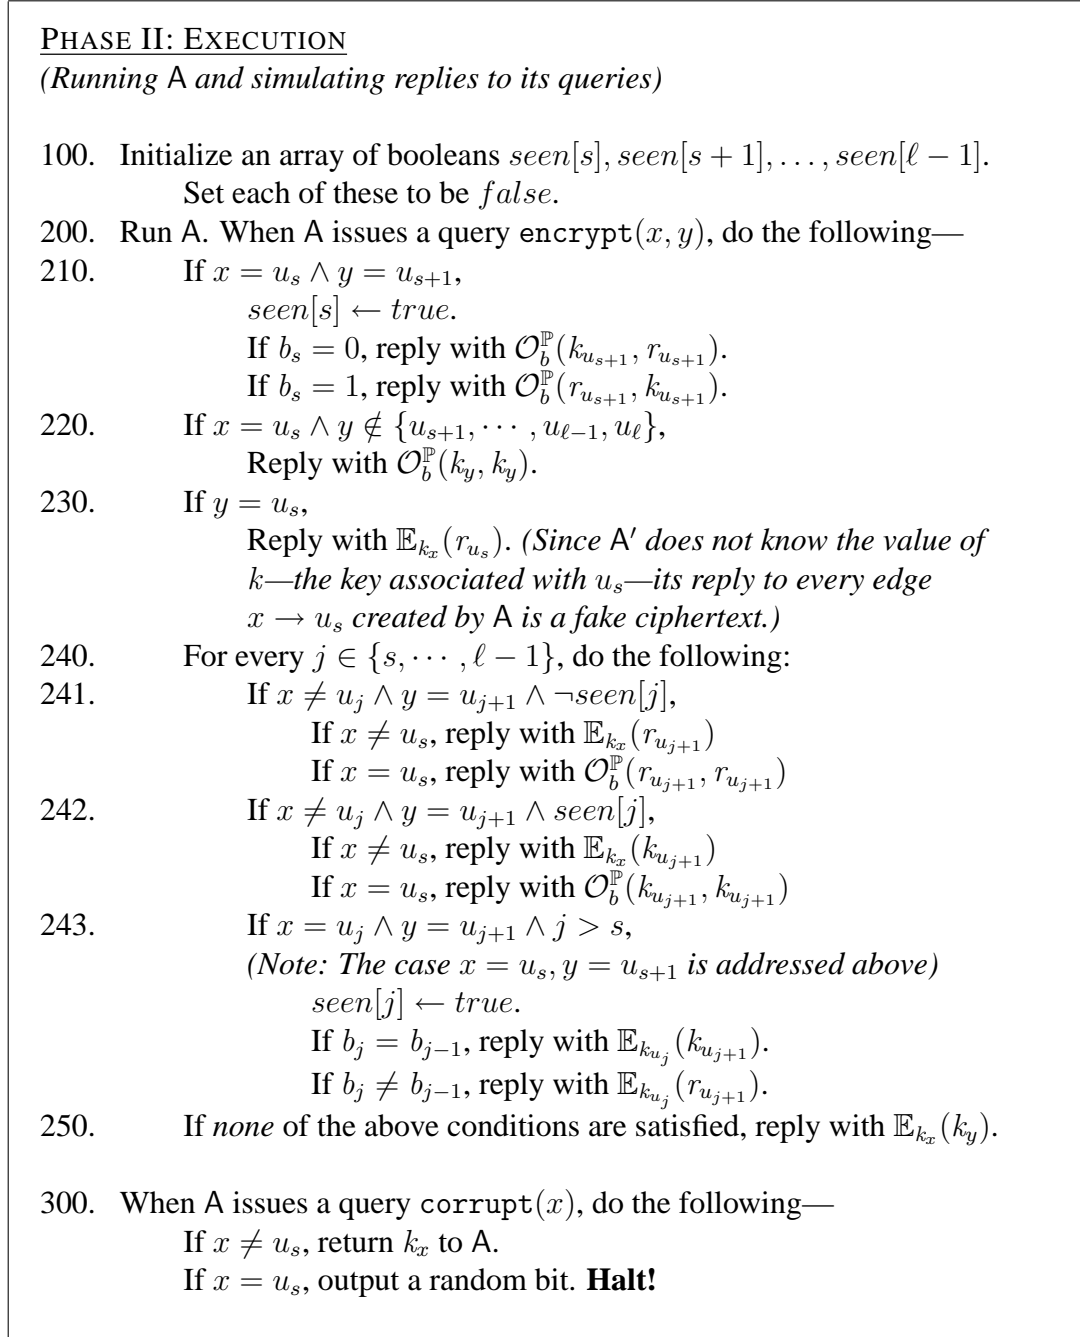 PHASE II: EXECUTION
(Running A and simulating replies to its queries)
100. Initialize an array of booleans seen[s], seen[s + 1], . . . , seen[ℓ − 1].
Set each of these to be false.
200. Run A. When A issues a query encrypt(x, y), do the following—
210. If x = u_s ∧ y = u_{s+1},
seen[s] ← true.
If b_s = 0, reply with 𝒪_b^ℙ(k_{u_{s+1}}, r_{u_{s+1}}).
If b_s = 1, reply with 𝒪_b^ℙ(r_{u_{s+1}}, k_{u_{s+1}}).
220. If x = u_s ∧ y ∉ {u_{s+1}, · · · , u_{ℓ−1}, u_ℓ},
Reply with 𝒪_b^ℙ(k_y, k_y).
230. If y = u_s,
Reply with 𝔼_{k_x}(r_{u_s}). (Since A′ does not know the value of
k—the key associated with u_s—its reply to every edge
x → u_s created by A is a fake ciphertext.)
240. For every j ∈ {s, · · · , ℓ − 1}, do the following:
241. If x ≠ u_j ∧ y = u_{j+1} ∧ ¬seen[j],
If x ≠ u_s, reply with 𝔼_{k_x}(r_{u_{j+1}})
If x = u_s, reply with 𝒪_b^ℙ(r_{u_{j+1}}, r_{u_{j+1}})
242. If x ≠ u_j ∧ y = u_{j+1} ∧ seen[j],
If x ≠ u_s, reply with 𝔼_{k_x}(k_{u_{j+1}})
If x = u_s, reply with 𝒪_b^ℙ(k_{u_{j+1}}, k_{u_{j+1}})
243. If x = u_j ∧ y = u_{j+1} ∧ j > s,
(Note: The case x = u_s, y = u_{s+1} is addressed above)
seen[j] ← true.
If b_j = b_{j−1}, reply with 𝔼_{k_{u_j}}(k_{u_{j+1}}).
If b_j ≠ b_{j−1}, reply with 𝔼_{k_{u_j}}(r_{u_{j+1}}).
250. If none of the above conditions are satisfied, reply with 𝔼_{k_x}(k_y).
300. When A issues a query corrupt(x), do the following—
If x ≠ u_s, return k_x to A.
If x = u_s, output a random bit. Halt!